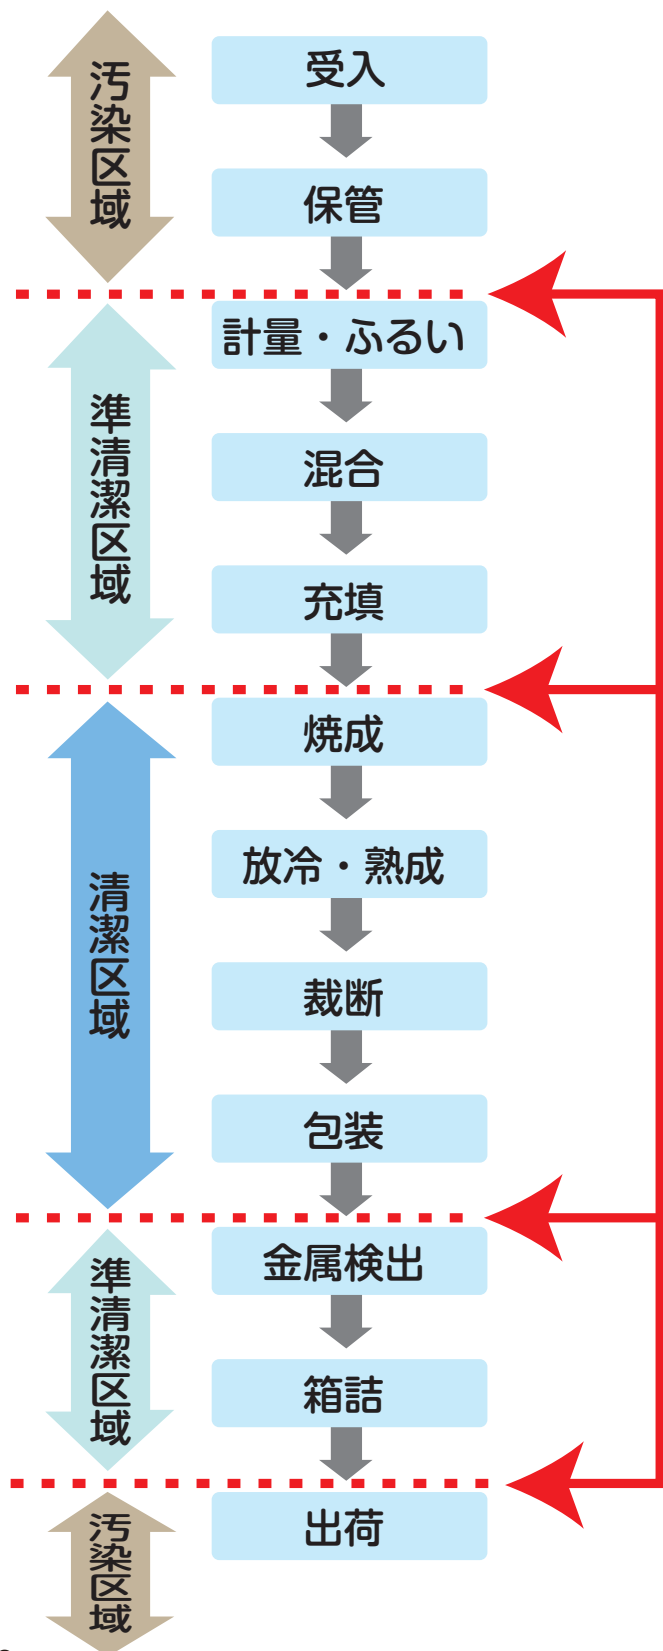 汚染区域
受入
保管
準清潔区域
計量・ふるい
混合
充填
清潔区域
焼成
放冷・熟成
裁断
包装
準清潔区域
金属検出
箱詰
汚染区域
出荷